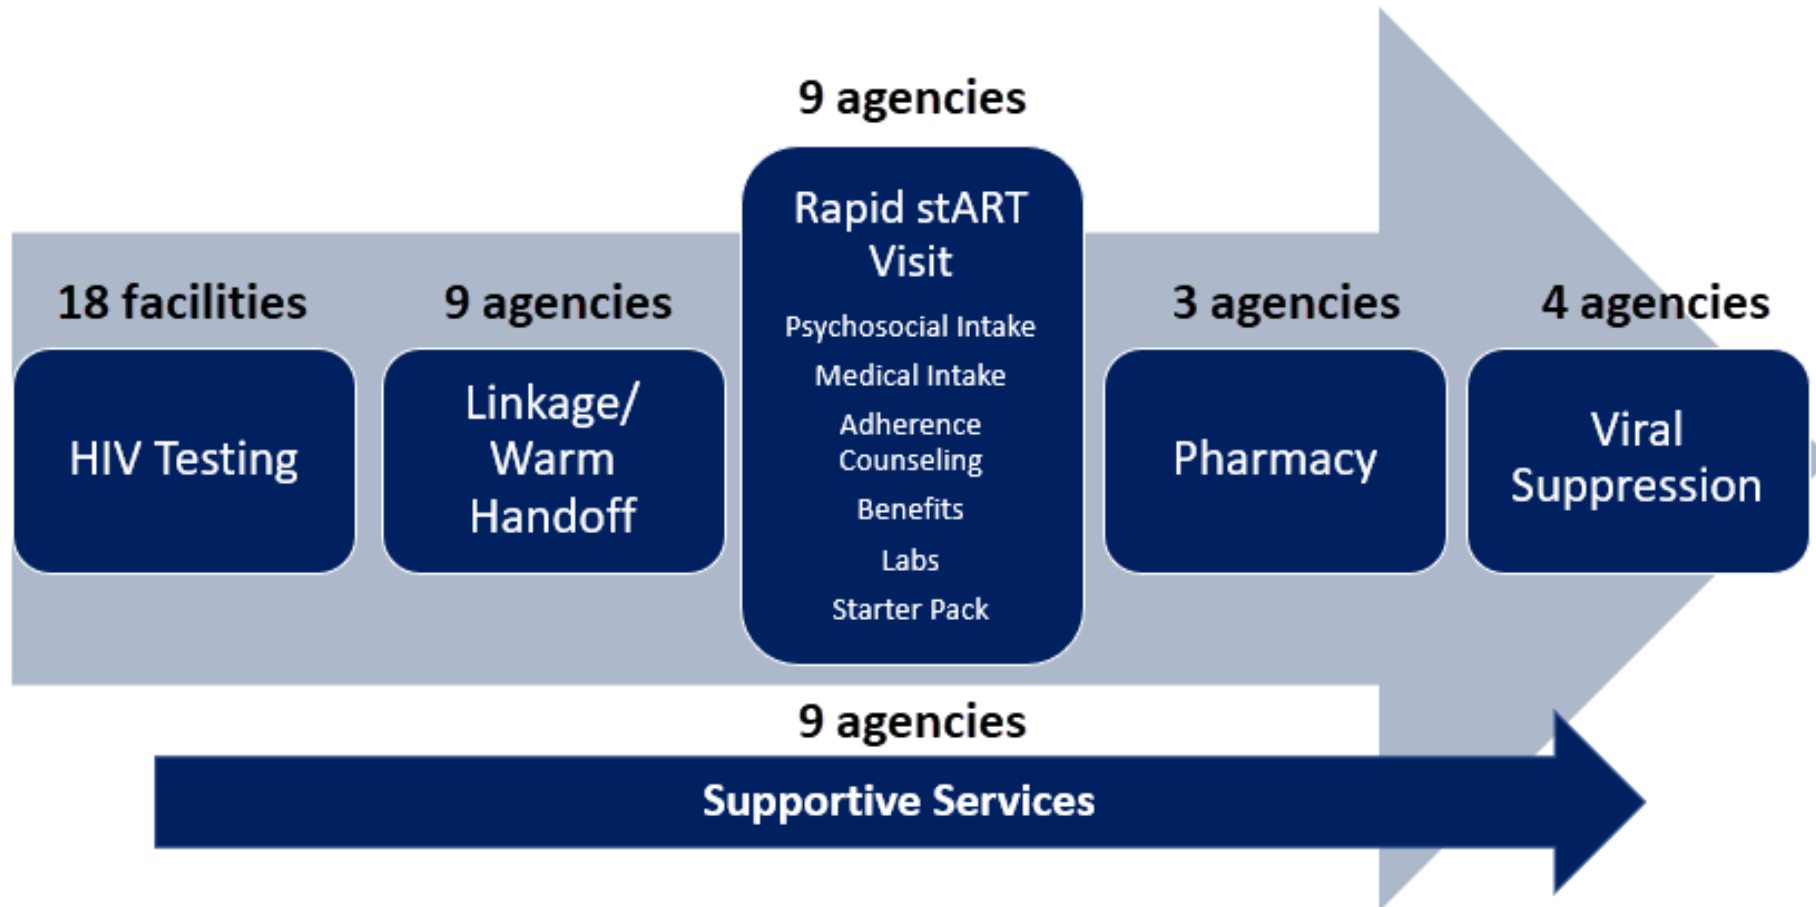 9 agencies
Rapid stART
Visit
Psychosocial Intake
Medical Intake
Adherence
Counseling
Benefits
Labs
Starter Pack
18 facilities
HIV Testing
9 agencies
Linkage/
Warm
Handoff
3 agencies
Pharmacy
4 agencies
Viral
Suppression
9 agencies
Supportive Services